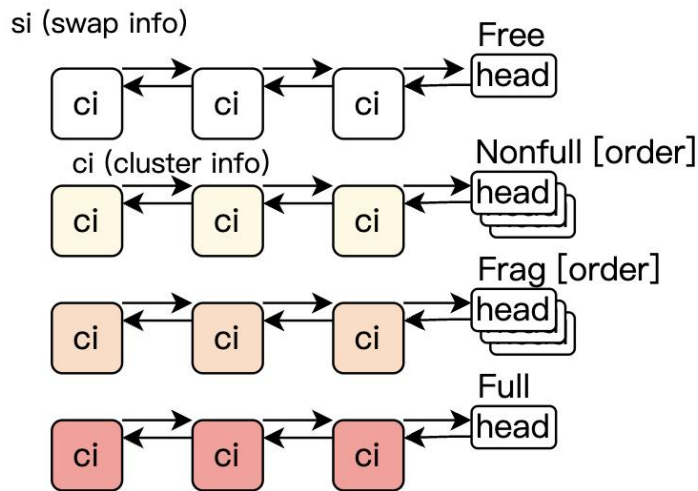 si (swap info)
Free
ci ci ci head
ci (cluster info)
Nonfull [order]
ci ci ci head
Frag [order]
ci ci ci head
Full
ci ci ci head